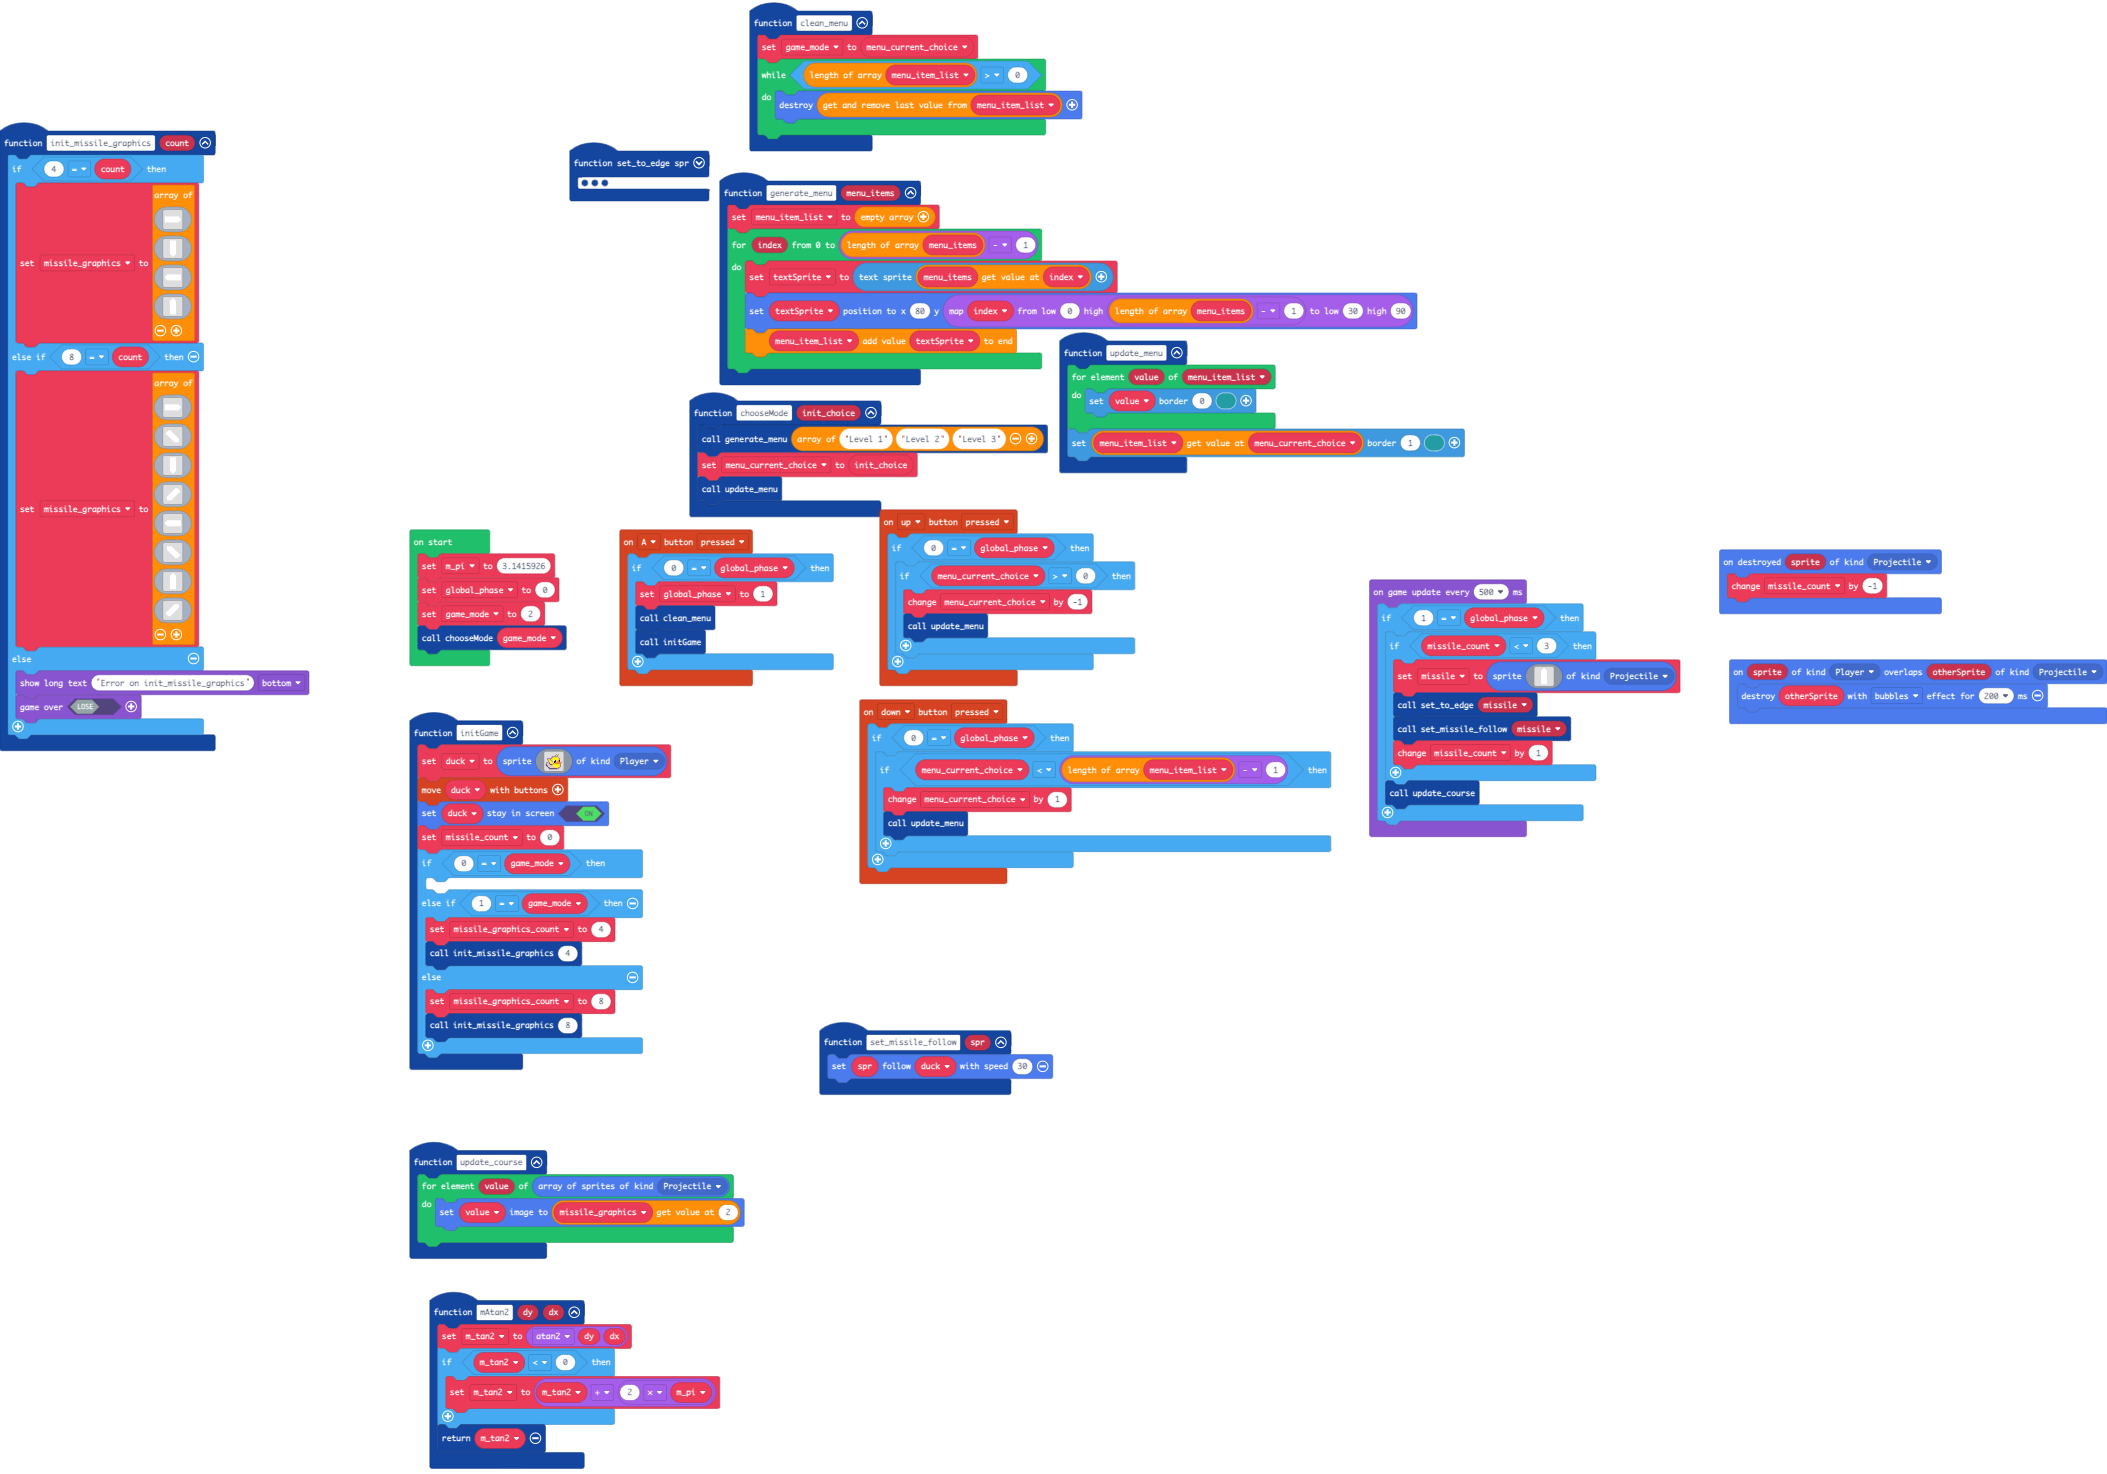 function clean_menu
set game_mode to menu_current_choice
while length of array menu_item_list > 0
do destroy get and remove last value from menu_item_list
function init_missile_graphics count
if 4 = count then
array of
set missile_graphics to
else if 8 = count then
array of
set missile_graphics to
else
show long text "Error on init_missile_graphics" bottom
game over LOSE
function set_to_edge spr
function generate_menu menu_items
set menu_item_list to empty array
for index from 0 to length of array menu_items - 1
do set textSprite to text sprite menu_items get value at index
set textSprite position to x 80 y map index from low 0 high length of array menu_items - 1 to low 30 high 90
menu_item_list add value textSprite to end
function update_menu
for element value of menu_item_list
do set value border 0
set menu_item_list get value at menu_current_choice border 1
function chooseMode init_choice
call generate_menu array of "Level 1" "Level 2" "Level 3"
set menu_current_choice to init_choice
call update_menu
on start
set m_pi to 3.1415926
set global_phase to 0
set game_mode to 2
call chooseMode game_mode
on A button pressed
if 0 = global_phase then
set global_phase to 1
call clean_menu
call initGame
on up button pressed
if 0 = global_phase then
if menu_current_choice > 0 then
change menu_current_choice by -1
call update_menu
on down button pressed
if 0 = global_phase then
if menu_current_choice < length of array menu_item_list - 1 then
change menu_current_choice by 1
call update_menu
on game update every 500 ms
if 1 = global_phase then
if missile_count < 3 then
set missile to sprite of kind Projectile
call set_to_edge missile
call set_missile_follow missile
change missile_count by 1
call update_course
on destroyed sprite of kind Projectile
change missile_count by -1
on sprite of kind Player overlaps otherSprite of kind Projectile
destroy otherSprite with bubbles effect for 200 ms
function initGame
set duck to sprite of kind Player
move duck with buttons
set duck stay in screen ON
set missile_count to 0
if 0 = game_mode then
else if 1 = game_mode then
set missile_graphics_count to 4
call init_missile_graphics 4
else
set missile_graphics_count to 8
call init_missile_graphics 8
function set_missile_follow spr
set spr follow duck with speed 30
function update_course
for element value of array of sprites of kind Projectile
do set value image to missile_graphics get value at 2
function mAtan2 dy dx
set m_tan2 to atan2 dy dx
if m_tan2 < 0 then
set m_tan2 to m_tan2 + 2 × m_pi
return m_tan2